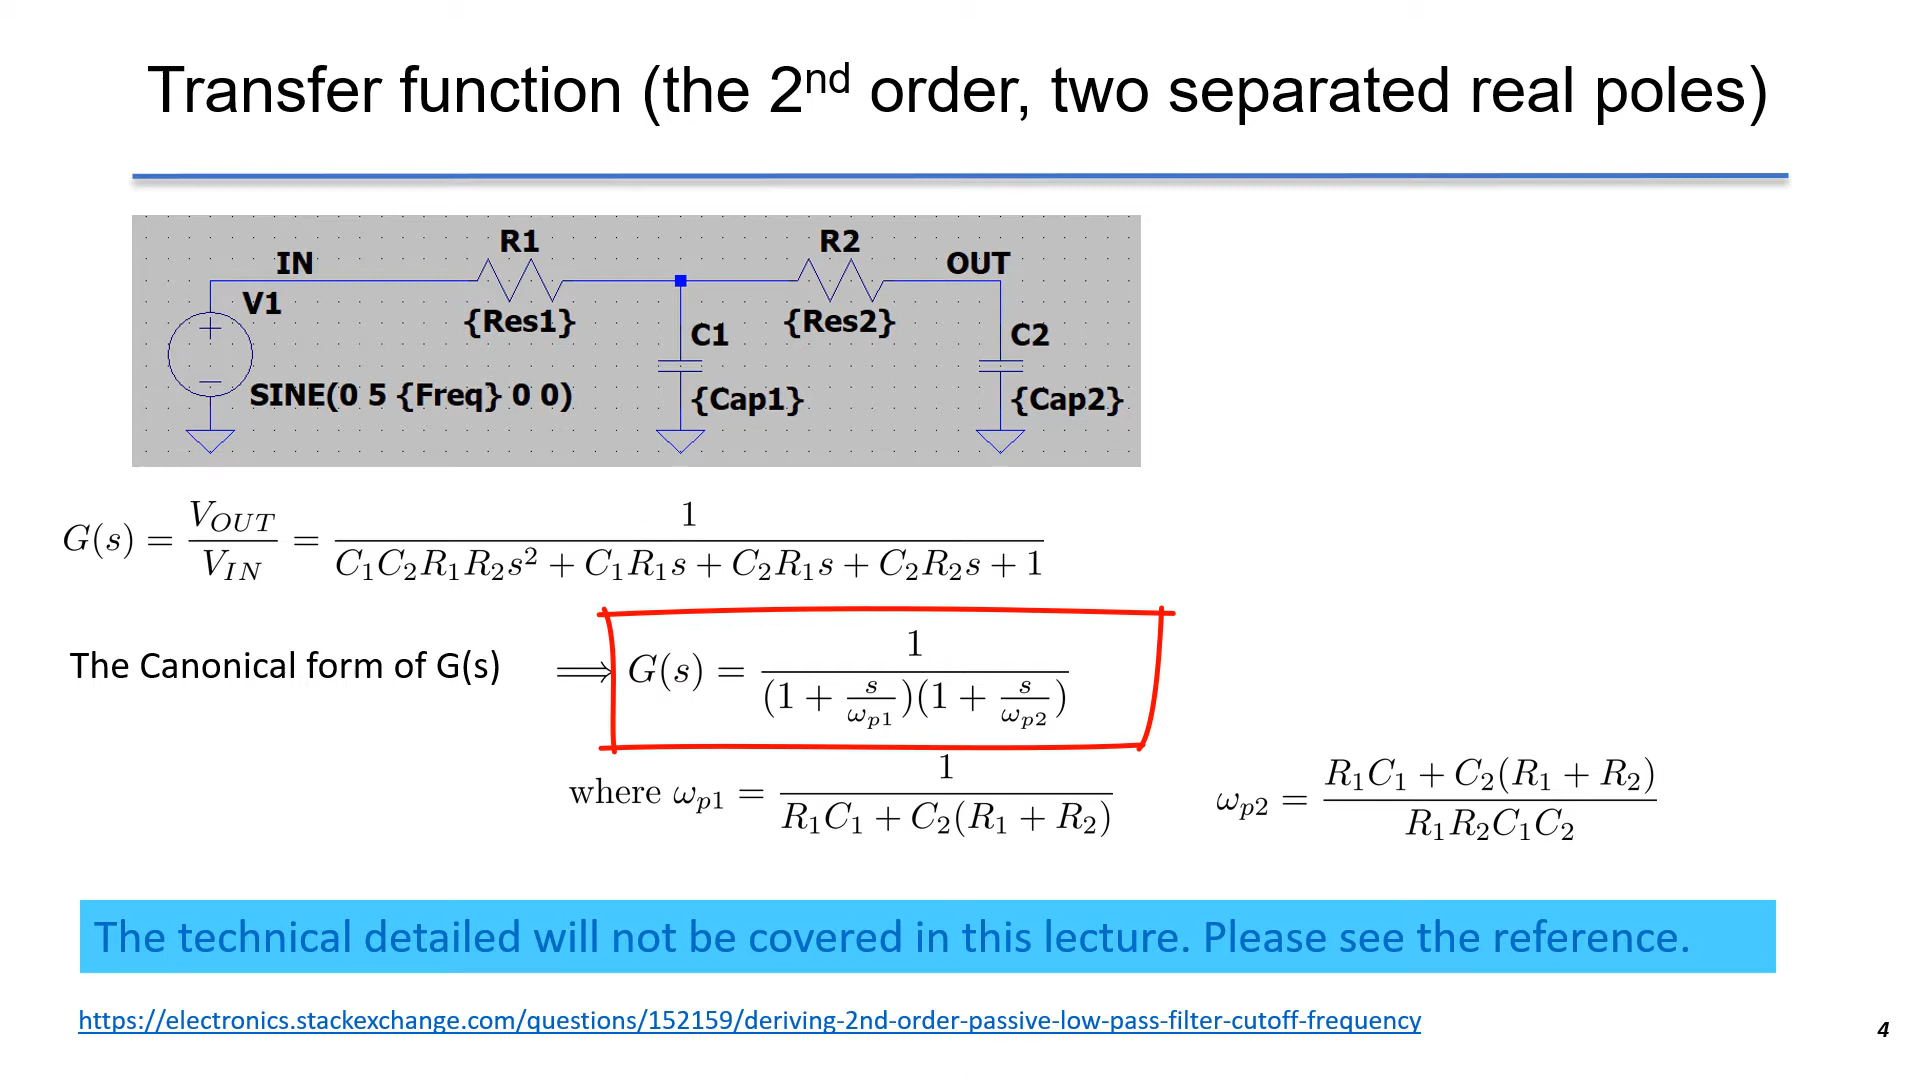 Transfer function (the 2nd order, two separated real poles)
IN
R1
R2
OUT
V1
{Res1}
{Res2}
C1
C2
SINE(0 5 {Freq} 0 0)
{Cap1}
{Cap2}
G(s) = V_OUT / V_IN = 1 / (C₁C₂R₁R₂s² + C₁R₁s + C₂R₁s + C₂R₂s + 1)
The Canonical form of G(s) ⟹ G(s) = 1 / ((1 + s/ω_p1)(1 + s/ω_p2))
where ω_p1 = 1 / (R₁C₁ + C₂(R₁ + R₂)) ω_p2 = (R₁C₁ + C₂(R₁ + R₂)) / (R₁R₂C₁C₂)
The technical detailed will not be covered in this lecture. Please see the reference.
https://electronics.stackexchange.com/questions/152159/deriving-2nd-order-passive-low-pass-filter-cutoff-frequency
4